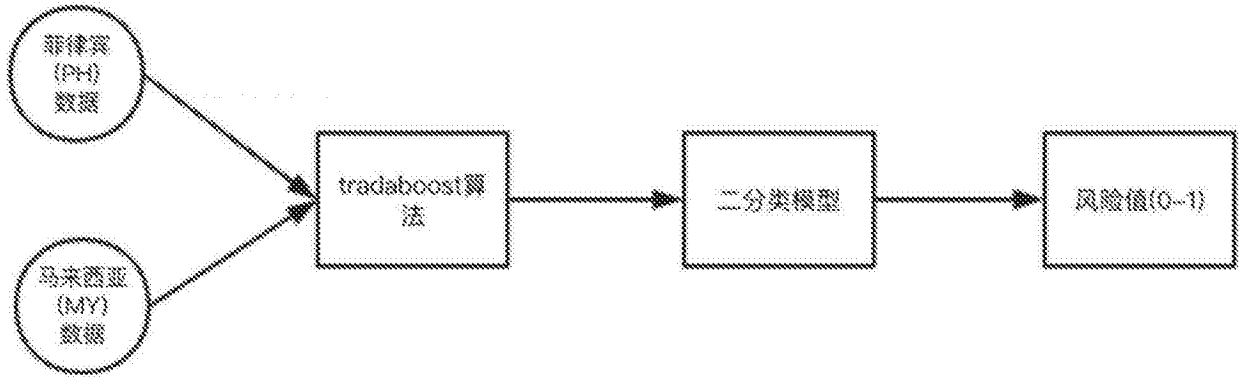 菲律宾
(PH)
数据
tradaboost算
法
二分类模型
风险值(0-1)
马来西亚
(MY)
数据